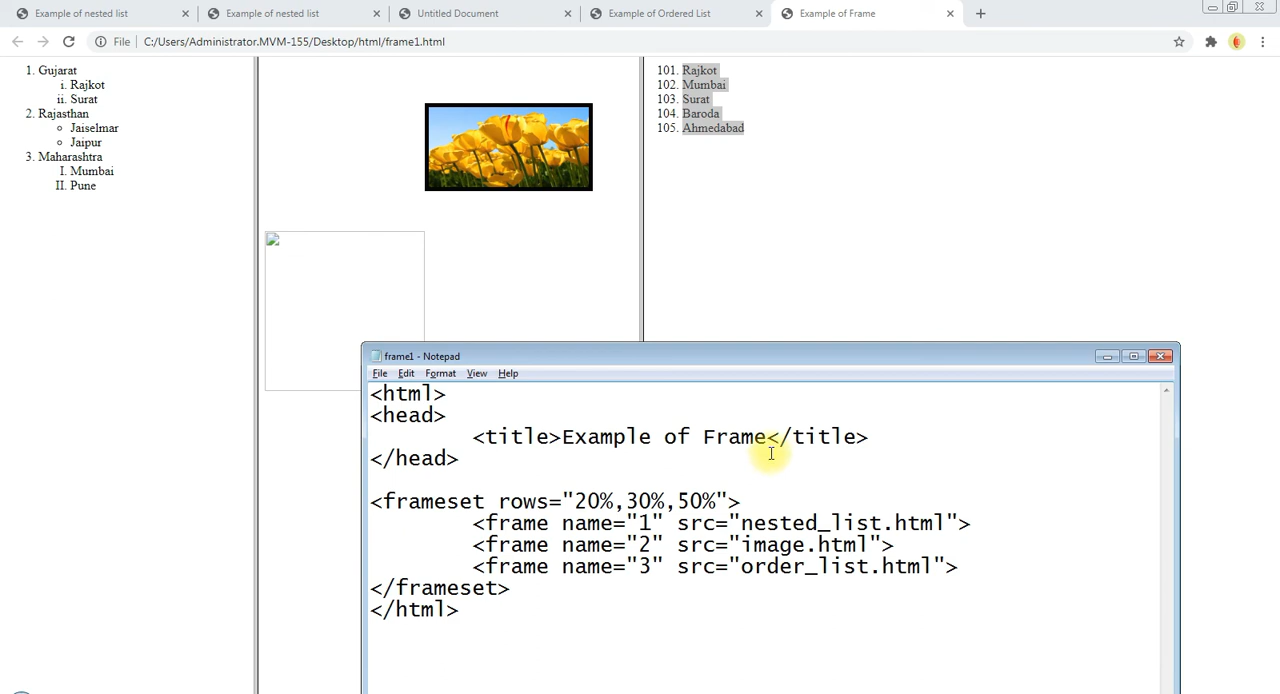 Example of nested list
Example of nested list
Untitled Document
Example of Ordered List
Example of Frame
File C:/Users/Administrator.MVM-155/Desktop/html/frame1.html
1. Gujarat
i. Rajkot
ii. Surat
2. Rajasthan
Jaiselmar
Jaipur
3. Maharashtra
I. Mumbai
II. Pune
101. Rajkot
102. Mumbai
103. Surat
104. Baroda
105. Ahmedabad
frame1 - Notepad
File Edit Format View Help
<html>
<head>
<title>Example of Frame</title>
</head>
<frameset rows="20%,30%,50%">
<frame name="1" src="nested_list.html">
<frame name="2" src="image.html">
<frame name="3" src="order_list.html">
</frameset>
</html>